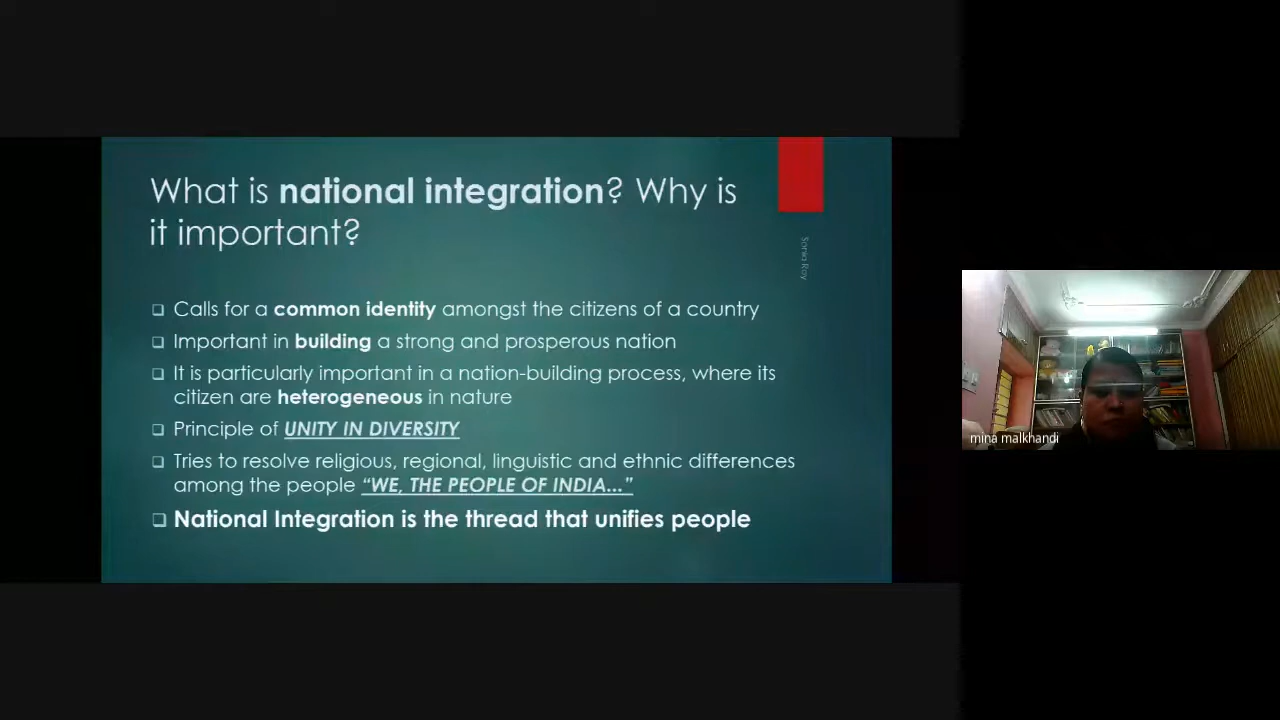 What is national integration? Why is
it important?
Sonia Roy
❑ Calls for a common identity amongst the citizens of a country
❑ Important in building a strong and prosperous nation
❑ It is particularly important in a nation-building process, where its
citizen are heterogeneous in nature
❑ Principle of UNITY IN DIVERSITY
❑ Tries to resolve religious, regional, linguistic and ethnic differences
among the people “WE, THE PEOPLE OF INDIA...”
❑ National Integration is the thread that unifies people
mina malkhandi